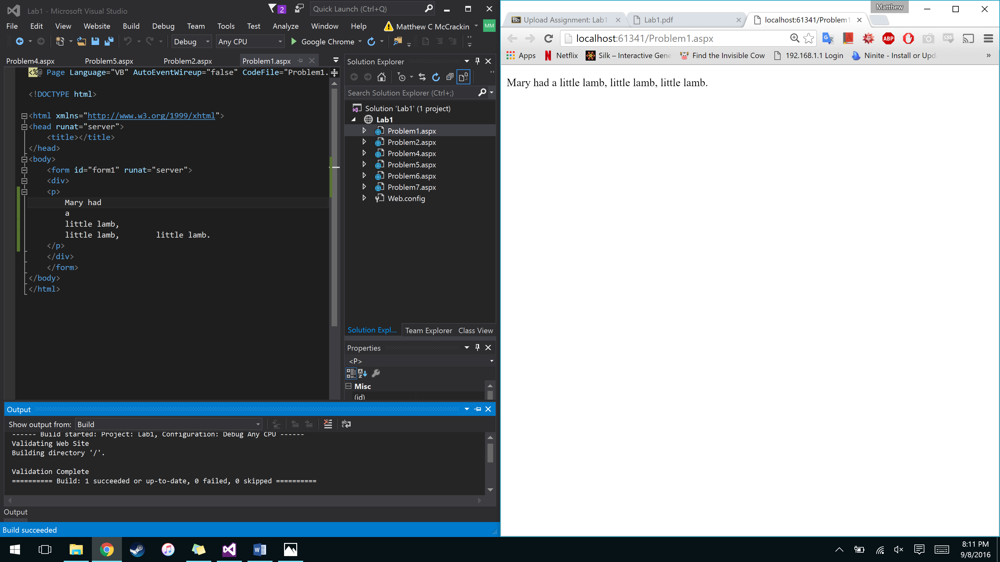 Lab1 - Microsoft Visual Studio
2
Quick Launch (Ctrl+Q)
File Edit View Website Build Debug Team Tools Test Analyze Window Help Matthew C McCrackin MM
Debug Any CPU Google Chrome
Problem4.aspx Problem5.aspx Problem2.aspx Problem1.aspx
<%@ Page Language="VB" AutoEventWireup="false" CodeFile="Problem1.
<!DOCTYPE html>
<html xmlns="http://www.w3.org/1999/xhtml">
<head runat="server">
<title></title>
</head>
<body>
<form id="form1" runat="server">
<div>
<p>
Mary had
a
little lamb,
little lamb,        little lamb.
</p>
</div>
</form>
</body>
</html>
Solution Explorer
Search Solution Explorer (Ctrl+;)
Solution 'Lab1' (1 project)
Lab1
Problem1.aspx
Problem2.aspx
Problem4.aspx
Problem5.aspx
Problem6.aspx
Problem7.aspx
Web.config
Solution Expl... Team Explorer Class View
Properties
<P>
Misc
(id)
Output
Show output from: Build
------ Build started: Project: Lab1, Configuration: Debug Any CPU ------
Validating Web Site
Building directory '/'.
Validation Complete
========== Build: 1 succeeded or up-to-date, 0 failed, 0 skipped ==========
Output
Build succeeded
Matthew
Bb Upload Assignment: Lab1 Lab1.pdf localhost:61341/Problem1
localhost:61341/Problem1.aspx
ABP
CSS
Apps Netflix Silk – Interactive Gene Find the Invisible Cow 192.168.1.1 Login Ninite - Install or Upd »
Mary had a little lamb, little lamb, little lamb.
8:11 PM
9/8/2016